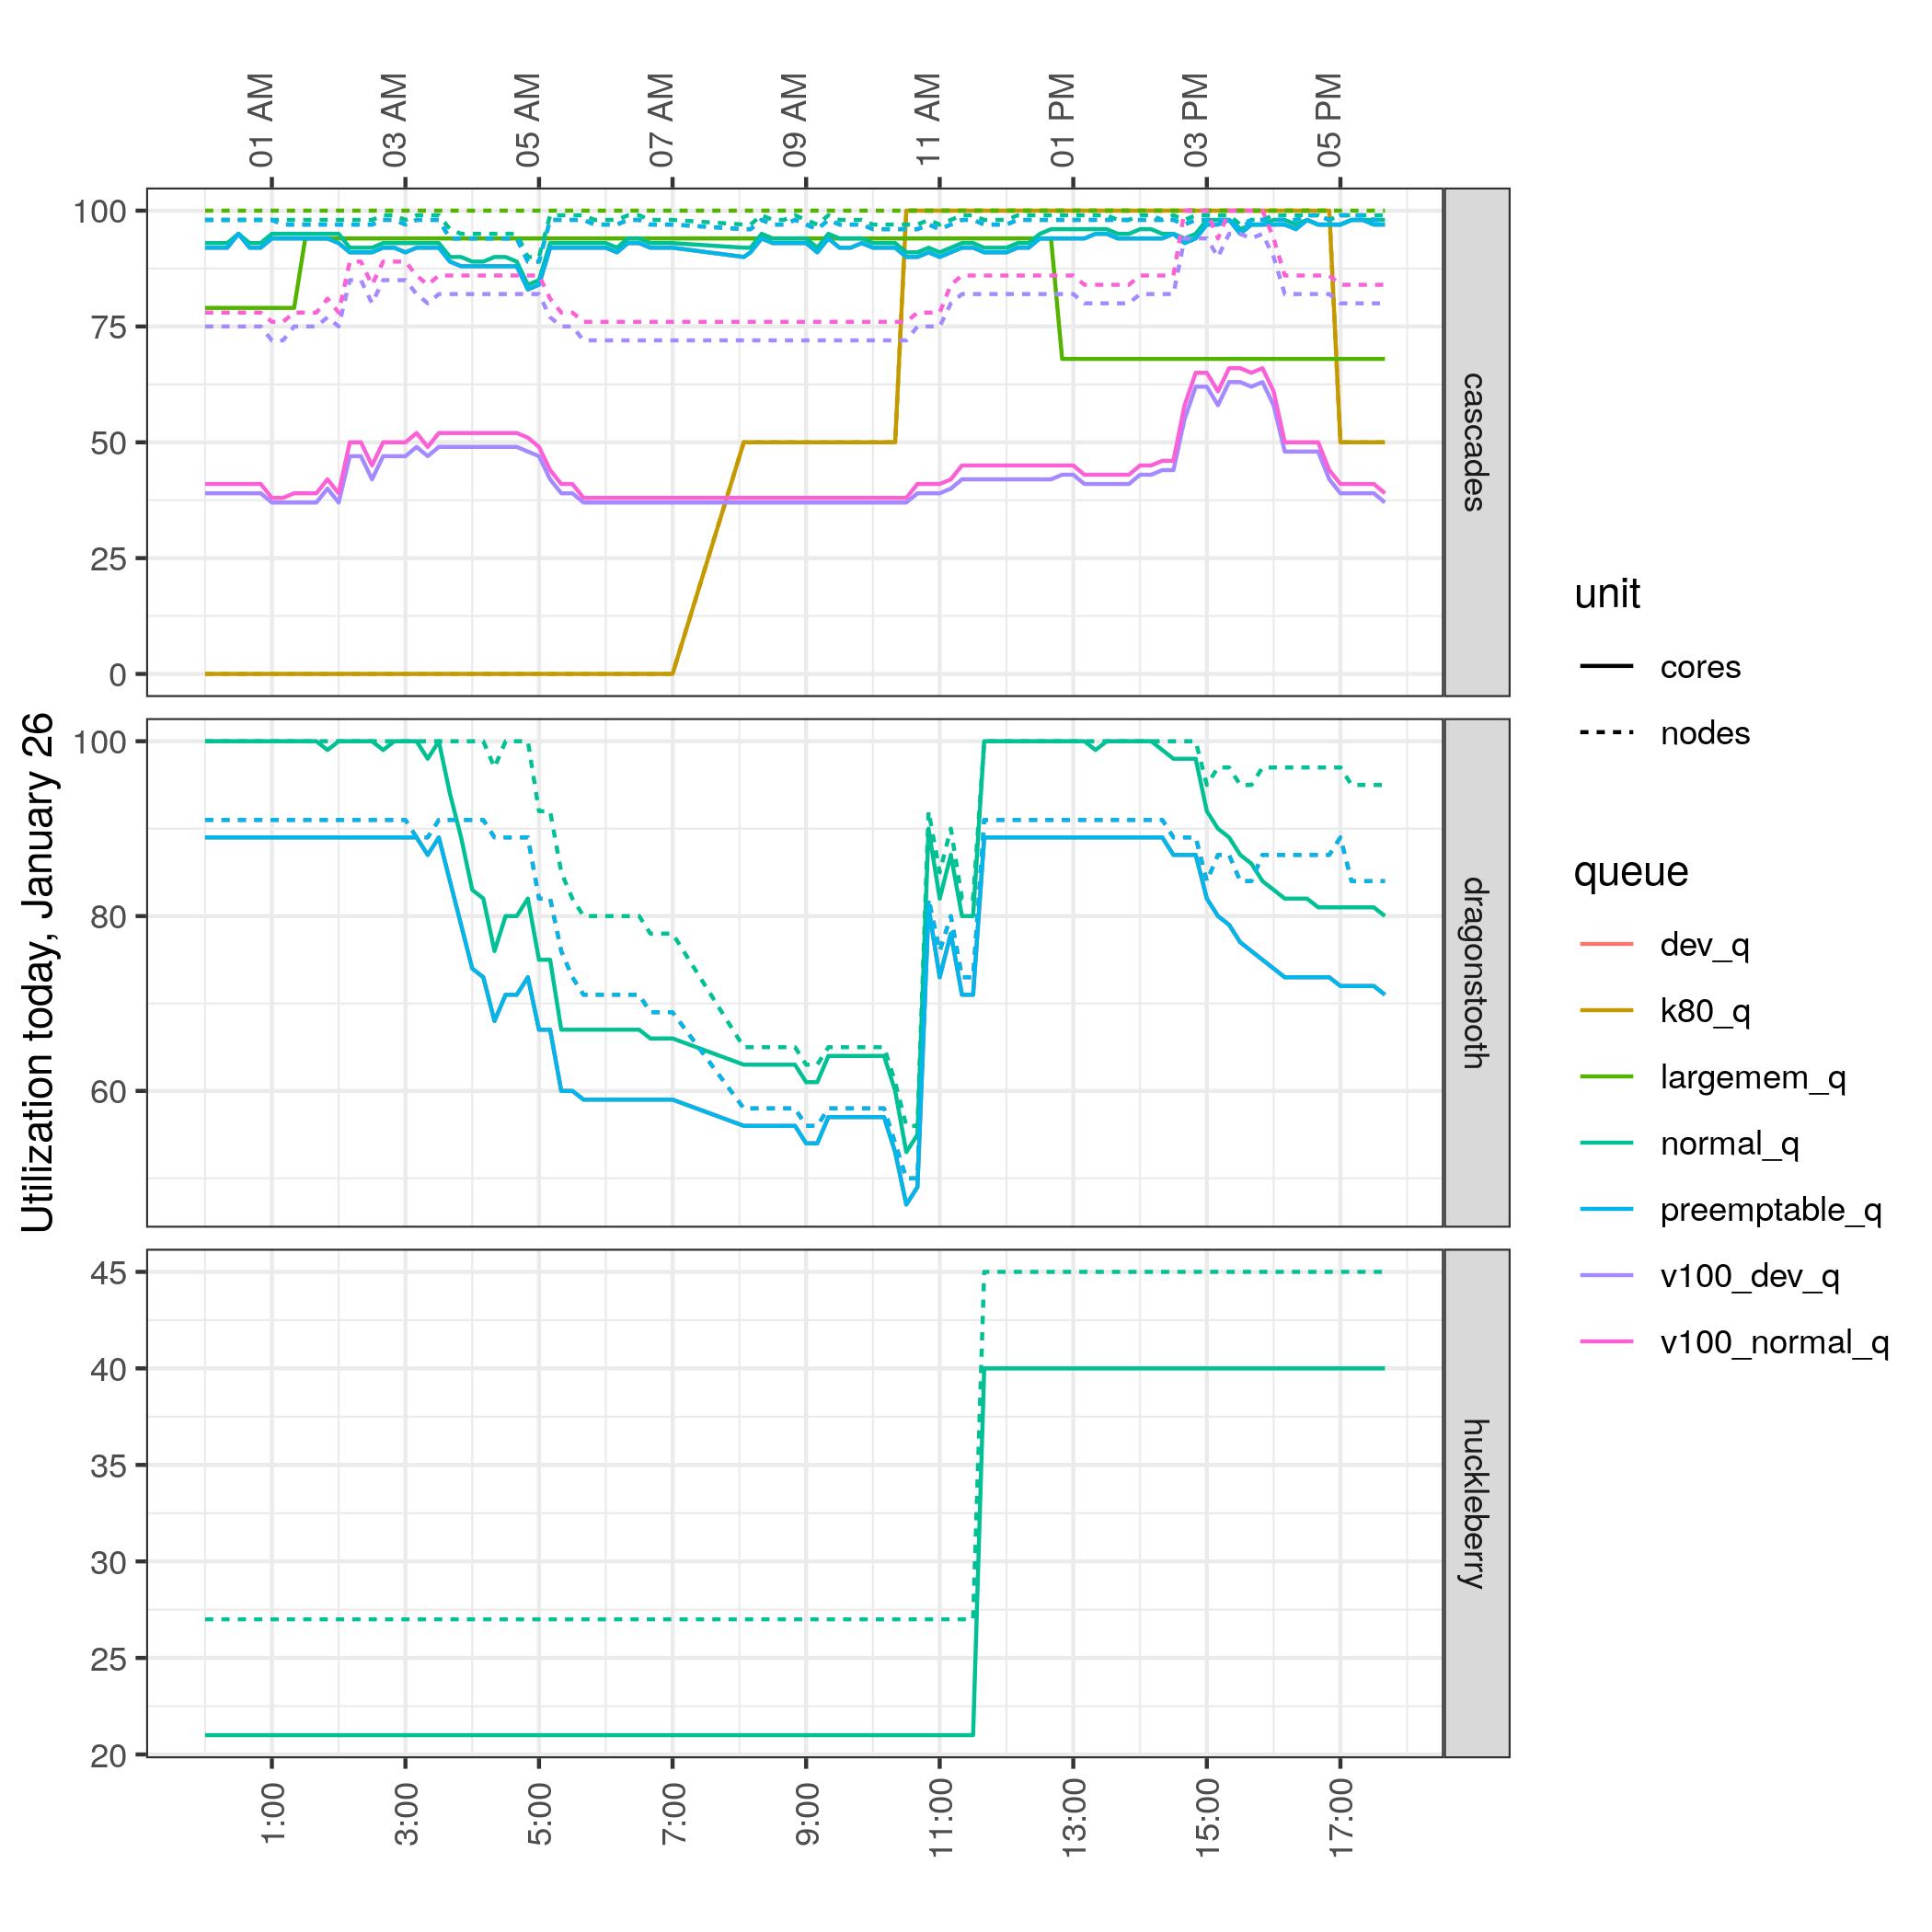 01 AM
03 AM
05 AM
07 AM
09 AM
11 AM
01 PM
03 PM
05 PM
Utilization today, January 26
100
75
50
25
0
cascades
100
80
60
dragonstooth
45
40
35
30
25
20
huckleberry
1:00
3:00
5:00
7:00
9:00
11:00
13:00
15:00
17:00
unit
cores
nodes
queue
dev_q
k80_q
largemem_q
normal_q
preemptable_q
v100_dev_q
v100_normal_q